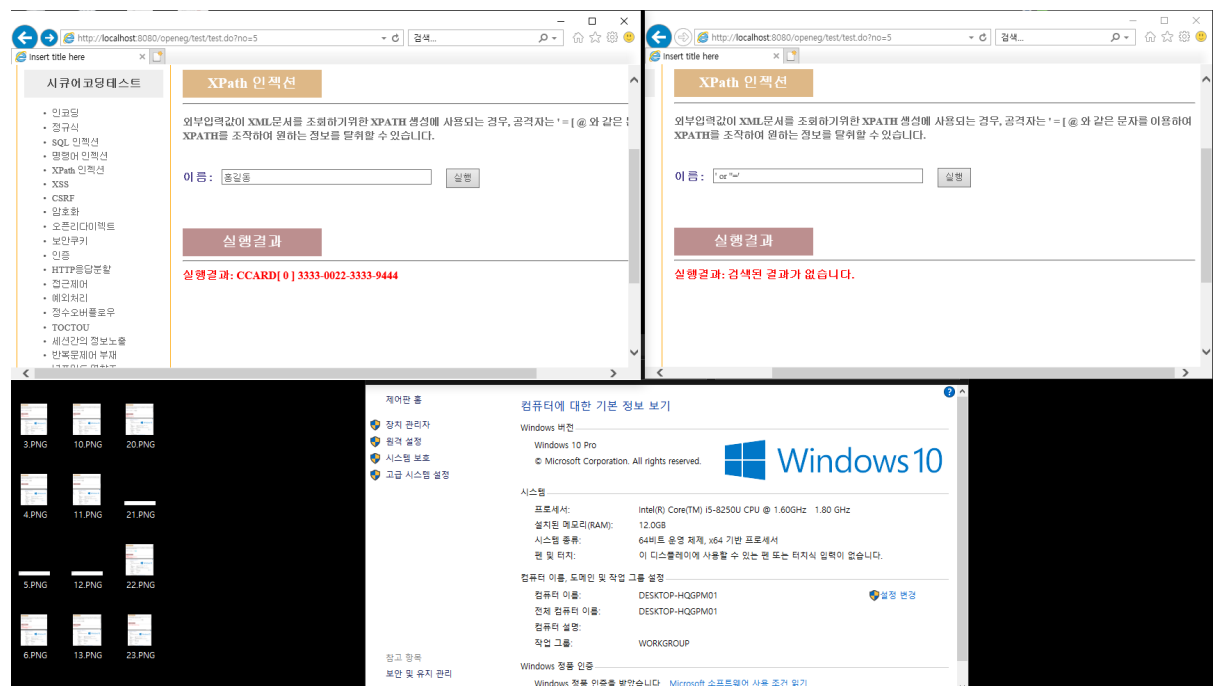 http://localhost:8080/openeg/test/test.do?no=5
검색...
Insert title here
시큐어코딩테스트
인코딩
정규식
SQL 인젝션
명령어 인젝션
XPath 인젝션
XSS
CSRF
암호화
오픈리다이렉트
보안쿠키
인증
HTTP응답분할
접근제어
예외처리
정수오버플로우
TOCTOU
세션간의 정보노출
반복문제어 부재
XPath 인젝션
외부입력값이 XML문서를 조회하기위한 XPATH 생성에 사용되는 경우, 공격자는 ' = [ @ 와 같은
XPATH를 조작하여 원하는 정보를 탈취할 수 있습니다.
이름 : 홍길동 실행
실행결과
실행결과: CCARD[ 0 ] 3333-0022-3333-9444
http://localhost:8080/openeg/test/test.do?no=5
검색...
Insert title here
XPath 인젝션
외부입력값이 XML문서를 조회하기위한 XPATH 생성에 사용되는 경우, 공격자는 ' = [ @ 와 같은 문자를 이용하여
XPATH를 조작하여 원하는 정보를 탈취할 수 있습니다.
이름 : ' or ''=' 실행
실행결과
실행결과: 검색된 결과가 없습니다.
3.PNG 10.PNG 20.PNG
4.PNG 11.PNG 21.PNG
5.PNG 12.PNG 22.PNG
6.PNG 13.PNG 23.PNG
제어판 홈
장치 관리자
원격 설정
시스템 보호
고급 시스템 설정
참고 항목
보안 및 유지 관리
컴퓨터에 대한 기본 정보 보기
Windows 버전
Windows 10 Pro
© Microsoft Corporation. All rights reserved.
Windows 10
시스템
프로세서: Intel(R) Core(TM) i5-8250U CPU @ 1.60GHz 1.80 GHz
설치된 메모리(RAM): 12.0GB
시스템 종류: 64비트 운영 체제, x64 기반 프로세서
펜 및 터치: 이 디스플레이에 사용할 수 있는 펜 또는 터치식 입력이 없습니다.
컴퓨터 이름, 도메인 및 작업 그룹 설정
컴퓨터 이름: DESKTOP-HQGPM01 설정 변경
전체 컴퓨터 이름: DESKTOP-HQGPM01
컴퓨터 설명:
작업 그룹: WORKGROUP
Windows 정품 인증
Windows 정품 인증을 받았습니다. Microsoft 소프트웨어 사용 조건 읽기